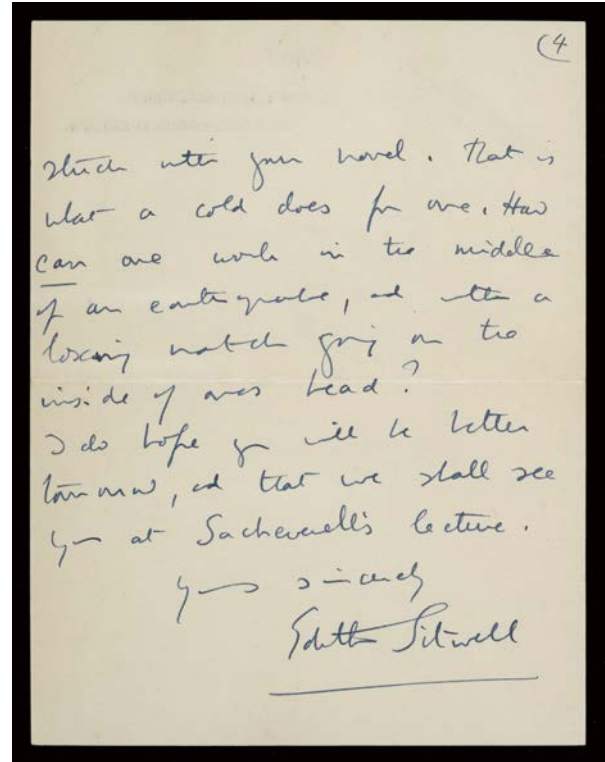 (4
stuck with your novel. That is
what a cold does for one. How
can one work in the middle
of an earthquake, and with a
boxing match going on the
inside of one's head?
I do hope you will be better
tomorrow, and that we shall see
you at Sacheverell's lecture.
Yours sincerely
Edith Sitwell